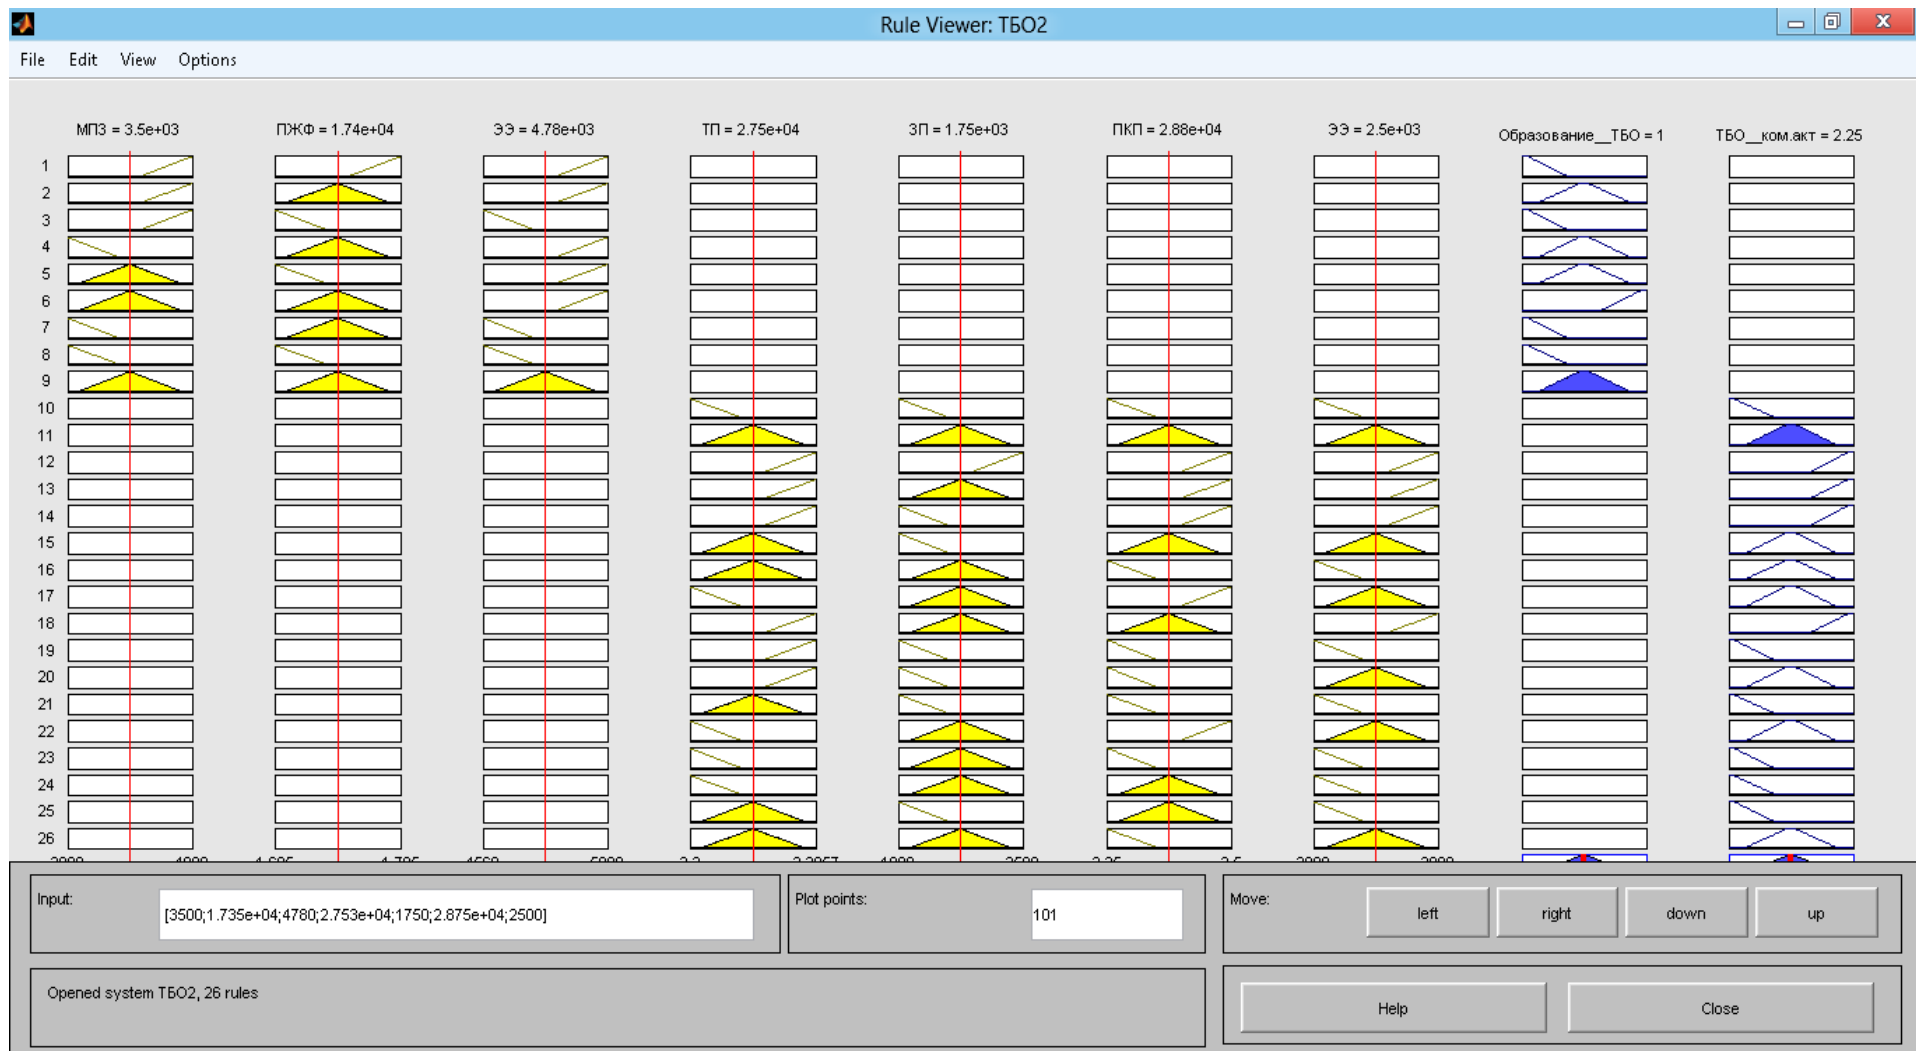 Rule Viewer: ТБО2
File Edit View Options
МПЗ = 3.5e+03 ПЖФ = 1.74e+04 ЭЭ = 4.78e+03 ТП = 2.75e+04 ЗП = 1.75e+03 ПКП = 2.88e+04 ЭЭ = 2.5e+03 Образование__ТБО = 1 ТБО__ком.акт = 2.25
1
2
3
4
5
6
7
8
9
10
11
12
13
14
15
16
17
18
19
20
21
22
23
24
25
26
Input:
[3500;1.735e+04;4780;2.753e+04;1750;2.875e+04;2500]
Plot points:
101
Move:
left right down up
Opened system ТБО2, 26 rules
Help Close